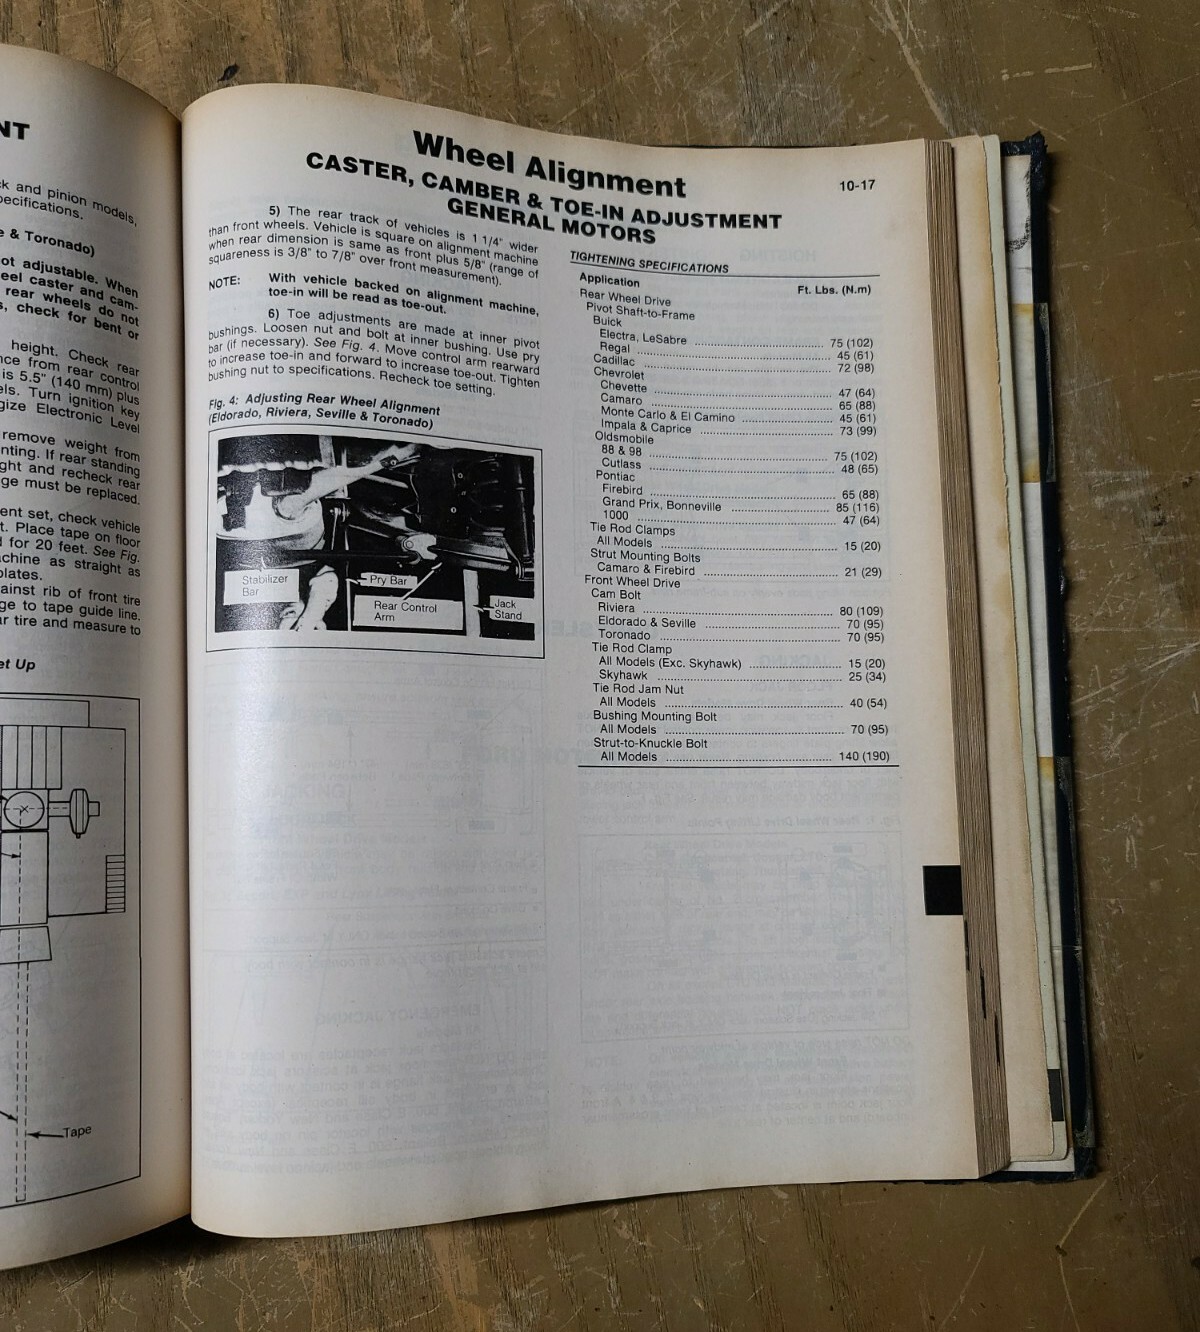 NT
k and pinion models,
pecifications.
e & Toronado)
ot adjustable. When
eel caster and cam-
rear wheels do not
s, check for bent or
height. Check rear
nce from rear control
is 5.5" (140 mm) plus
els. Turn ignition key
gize Electronic Level
remove weight from
nting. If rear standing
ght and recheck rear
ge must be replaced.
ent set, check vehicle
t. Place tape on floor
d for 20 feet. See Fig.
achine as straight as
plates.
ainst rib of front tire
ge to tape guide line.
ar tire and measure to
et Up
Tape
Wheel Alignment
10-17
CASTER, CAMBER & TOE-IN ADJUSTMENT
GENERAL MOTORS
5) The rear track of vehicles is 1 1/4" wider
than front wheels. Vehicle is square on alignment machine
when rear dimension is same as front plus 5/8" (range of
squareness is 3/8" to 7/8" over front measurement).
NOTE: With vehicle backed on alignment machine,
toe-in will be read as toe-out.
6) Toe adjustments are made at inner pivot
bushings. Loosen nut and bolt at inner bushing. Use pry
bar (if necessary). See Fig. 4. Move control arm rearward
to increase toe-in and forward to increase toe-out. Tighten
bushing nut to specifications. Recheck toe setting.
Fig. 4: Adjusting Rear Wheel Alignment
(Eldorado, Riviera, Seville & Toronado)
Stabilizer
Bar
Pry Bar
Rear Control
Arm
Jack
Stand
TIGHTENING SPECIFICATIONS
Application Ft. Lbs. (N.m)
Rear Wheel Drive
Pivot Shaft-to-Frame
Buick
Electra, LeSabre ........ 75 (102)
Regal ........ 45 (61)
Cadillac ........ 72 (98)
Chevrolet
Chevette ........ 47 (64)
Camaro ........ 65 (88)
Monte Carlo & El Camino ........ 45 (61)
Impala & Caprice ........ 73 (99)
Oldsmobile
88 & 98 ........ 75 (102)
Cutlass ........ 48 (65)
Pontiac
Firebird ........ 65 (88)
Grand Prix, Bonneville ........ 85 (116)
1000 ........ 47 (64)
Tie Rod Clamps
All Models ........ 15 (20)
Strut Mounting Bolts
Camaro & Firebird ........ 21 (29)
Front Wheel Drive
Cam Bolt
Riviera ........ 80 (109)
Eldorado & Seville ........ 70 (95)
Toronado ........ 70 (95)
Tie Rod Clamp
All Models (Exc. Skyhawk) ........ 15 (20)
Skyhawk ........ 25 (34)
Tie Rod Jam Nut
All Models ........ 40 (54)
Bushing Mounting Bolt
All Models ........ 70 (95)
Strut-to-Knuckle Bolt
All Models ........ 140 (190)